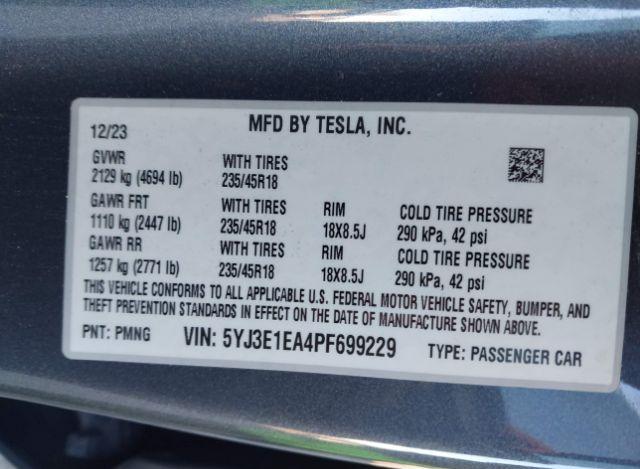 MFD BY TESLA, INC.
12/23
GVWR WITH TIRES
2129 kg (4694 lb) 235/45R18
GAWR FRT WITH TIRES RIM COLD TIRE PRESSURE
1110 kg (2447 lb) 235/45R18 18X8.5J 290 kPa, 42 psi
GAWR RR WITH TIRES RIM COLD TIRE PRESSURE
1257 kg (2771 lb) 235/45R18 18X8.5J 290 kPa, 42 psi
THIS VEHICLE CONFORMS TO ALL APPLICABLE U.S. FEDERAL MOTOR VEHICLE SAFETY, BUMPER, AND
THEFT PREVENTION STANDARDS IN EFFECT ON THE DATE OF MANUFACTURE SHOWN ABOVE.
PNT: PMNG VIN: 5YJ3E1EA4PF699229 TYPE: PASSENGER CAR